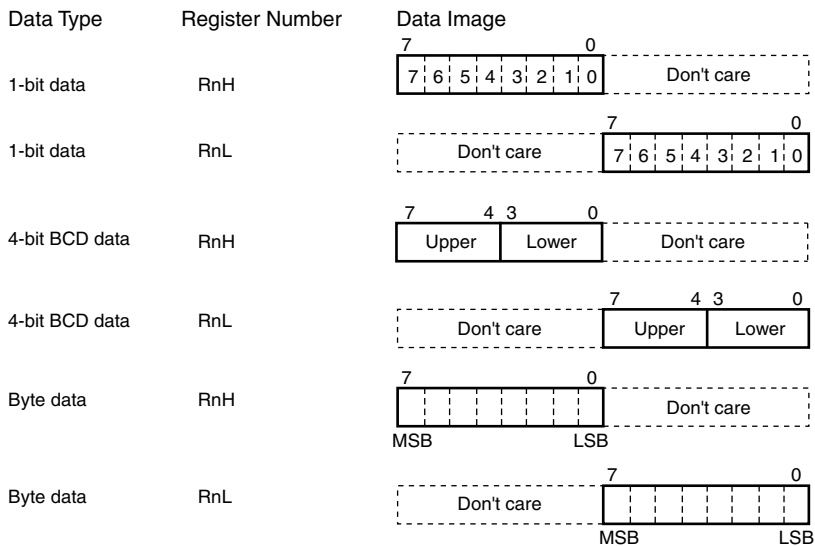 Data Type Register Number Data Image
7 0
1-bit data RnH 7 6 5 4 3 2 1 0 Don't care
7 0
1-bit data RnL Don't care 7 6 5 4 3 2 1 0
7 4 3 0
4-bit BCD data RnH Upper Lower Don't care
7 4 3 0
4-bit BCD data RnL Don't care Upper Lower
7 0
Byte data RnH Don't care
MSB LSB
7 0
Byte data RnL Don't care
MSB LSB